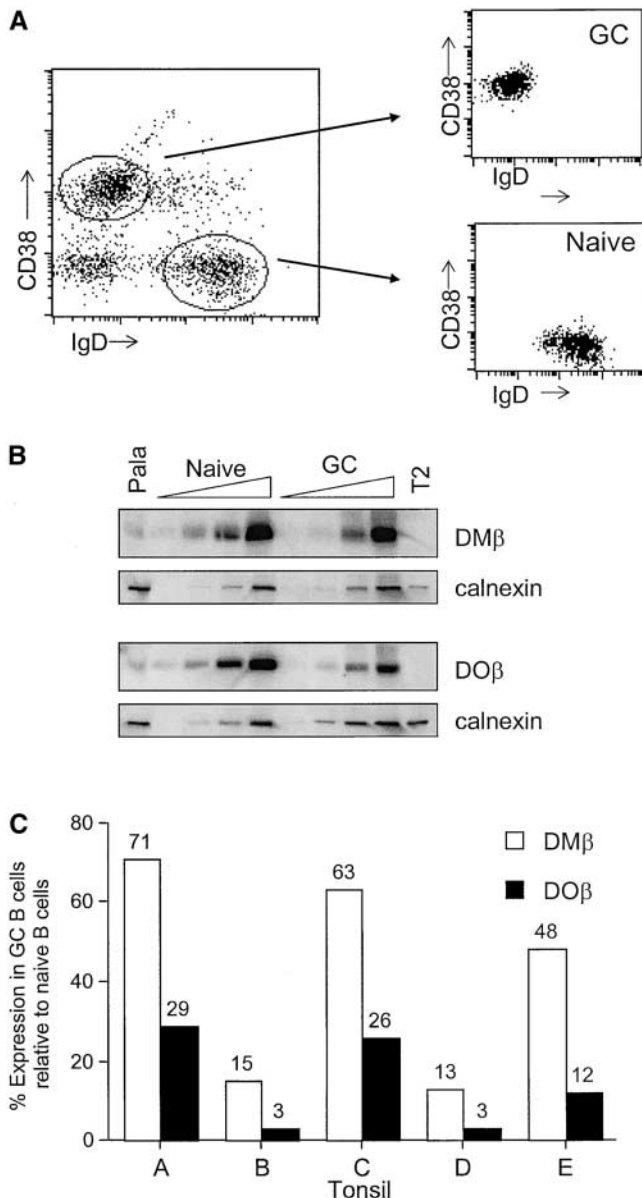 A
CD38
IgD
GC
CD38
IgD
Naive
CD38
IgD
B
Pala
Naive
GC
T2
DMβ
calnexin
DOβ
calnexin
C
% Expression in GC B cells
relative to naive B cells
80
60
40
20
0
71
29
15
3
63
26
13
3
48
12
DMβ
DOβ
A B C D E
Tonsil